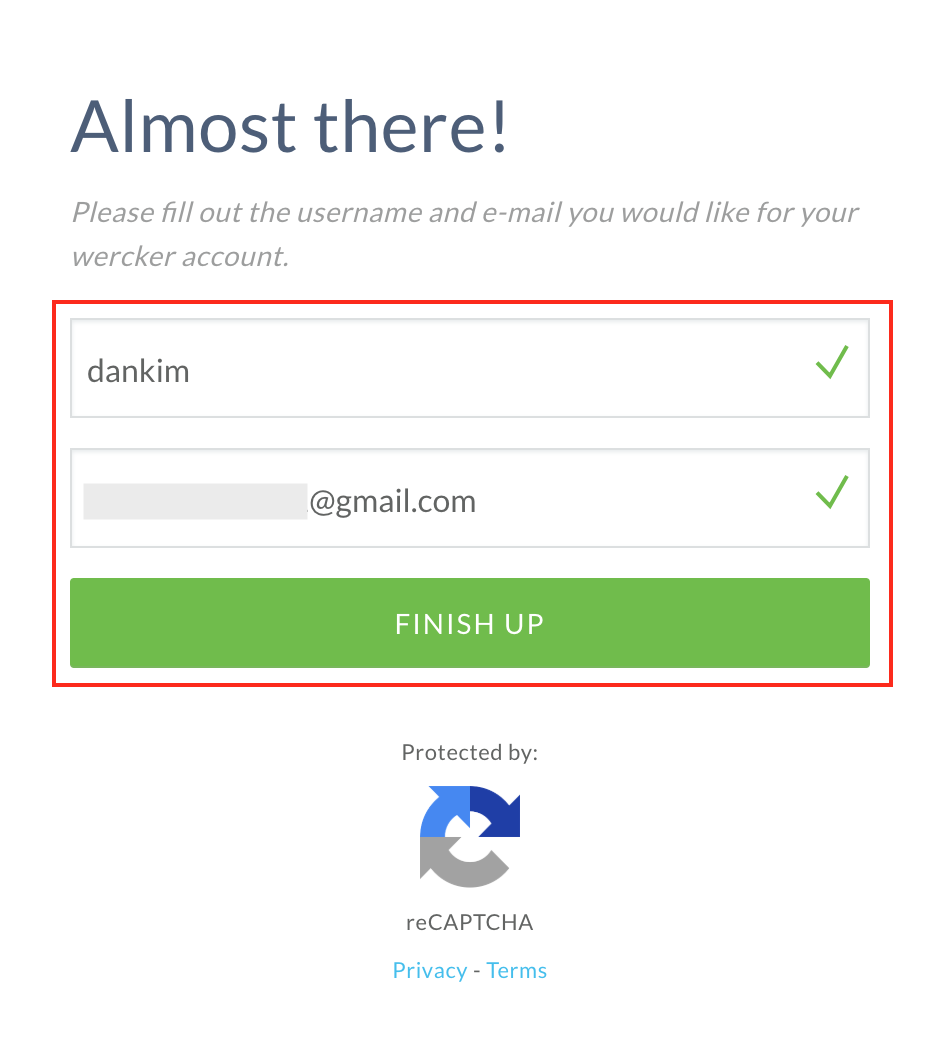 Almost there!
Please fill out the username and e-mail you would like for your
wercker account.
dankim
@gmail.com
FINISH UP
Protected by:
reCAPTCHA
Privacy - Terms